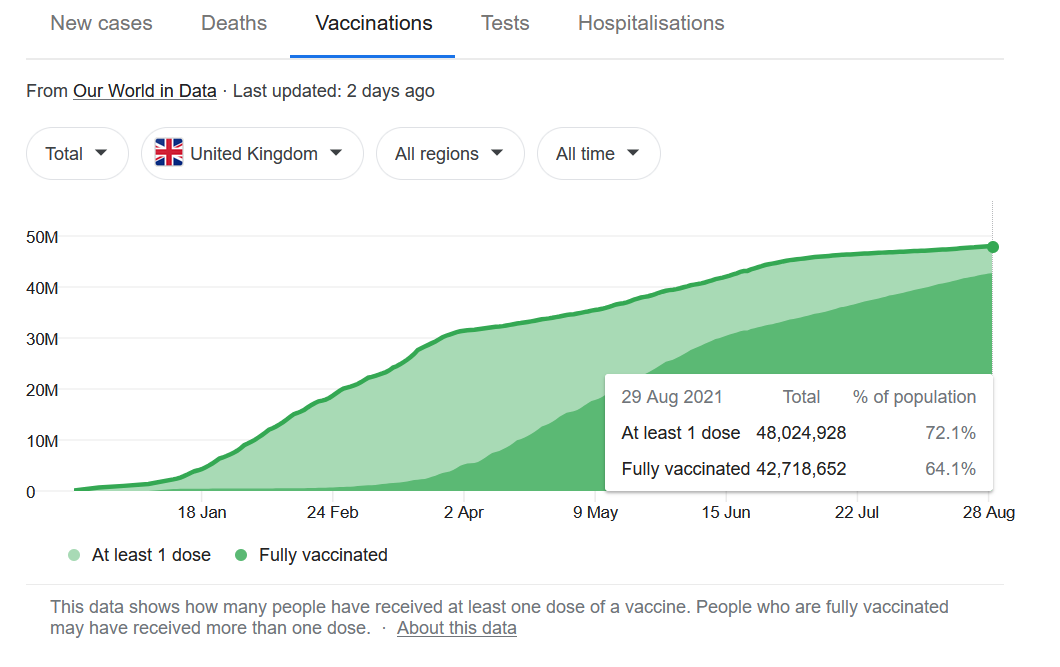 New cases Deaths Vaccinations Tests Hospitalisations
From Our World in Data · Last updated: 2 days ago
Total United Kingdom All regions All time
50M
40M
30M
20M
10M
0
29 Aug 2021 Total % of population
At least 1 dose 48,024,928 72.1%
Fully vaccinated 42,718,652 64.1%
18 Jan 24 Feb 2 Apr 9 May 15 Jun 22 Jul 28 Aug
At least 1 dose Fully vaccinated
This data shows how many people have received at least one dose of a vaccine. People who are fully vaccinated
may have received more than one dose. · About this data